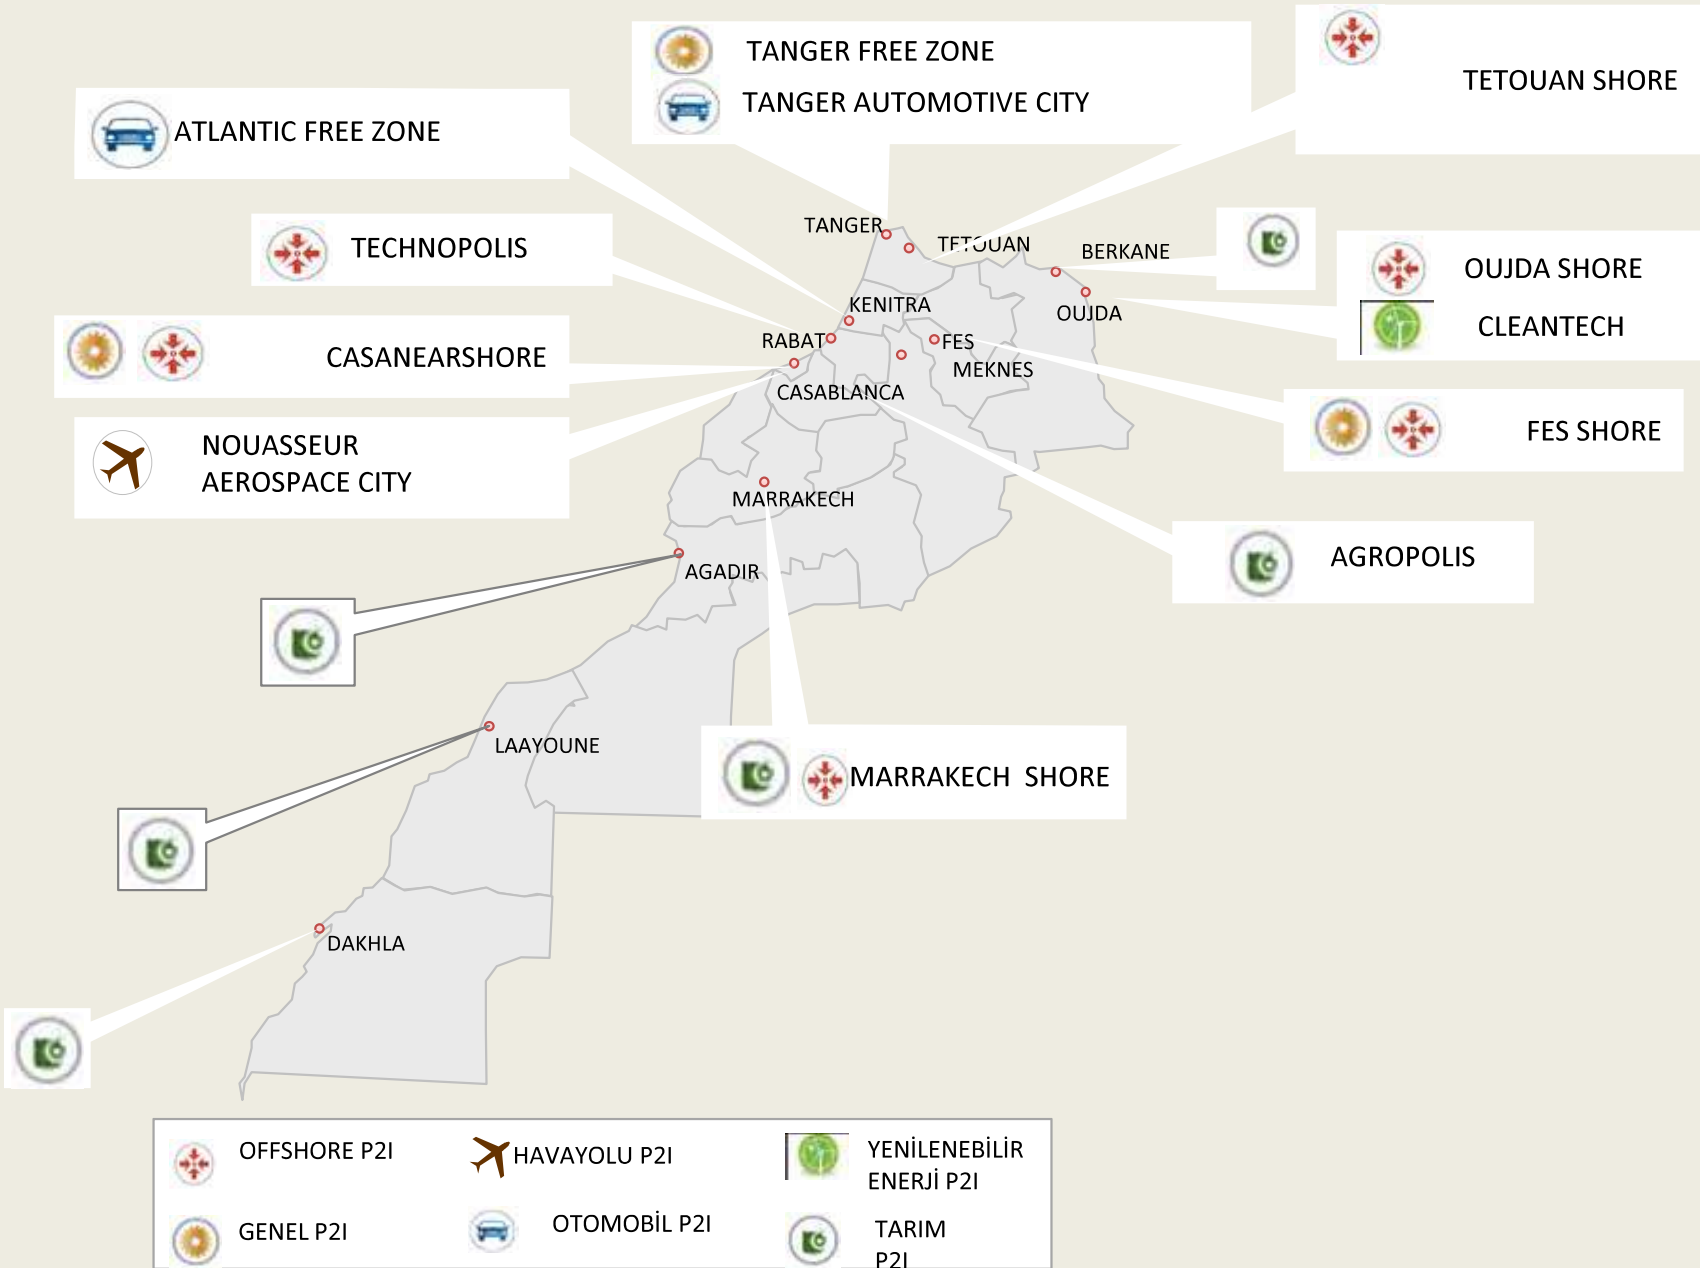 TANGER FREE ZONE
TANGER AUTOMOTIVE CITY
TETOUAN SHORE
ATLANTIC FREE ZONE
TECHNOPOLIS
TANGER
TETOUAN
BERKANE
OUJDA SHORE
CLEANTECH
KENITRA
OUJDA
RABAT
FES
CASANEARSHORE
MEKNES
CASABLANCA
FES SHORE
NOUASSEUR
AEROSPACE CITY
MARRAKECH
AGROPOLIS
AGADIR
LAAYOUNE
MARRAKECH SHORE
DAKHLA
OFFSHORE P2I
HAVAYOLU P2I
YENİLENEBİLİR
ENERJİ P2I
GENEL P2I
OTOMOBİL P2I
TARIM
P2I